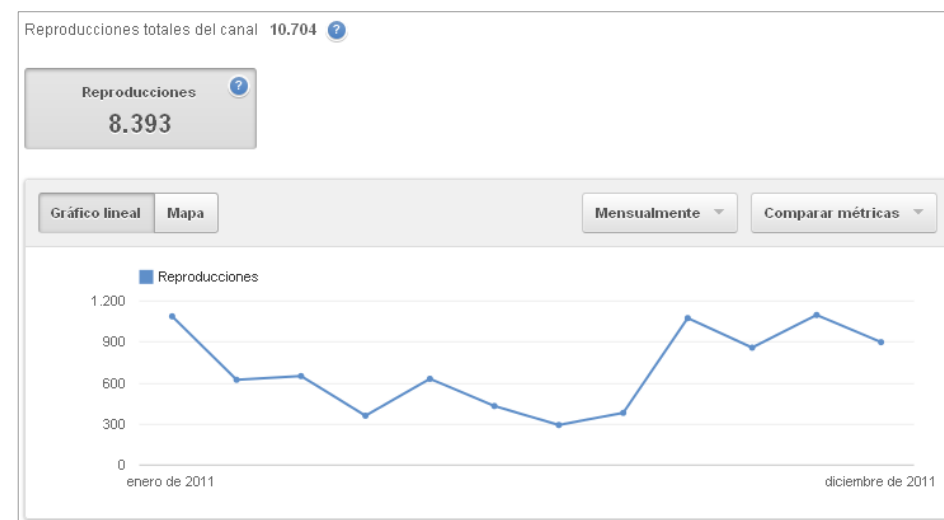 Reproducciones totales del canal 10.704 ?
Reproducciones ?
8.393
Gráfico lineal Mapa Mensualmente Comparar métricas
Reproducciones
1.200
900
600
300
0
enero de 2011 diciembre de 2011